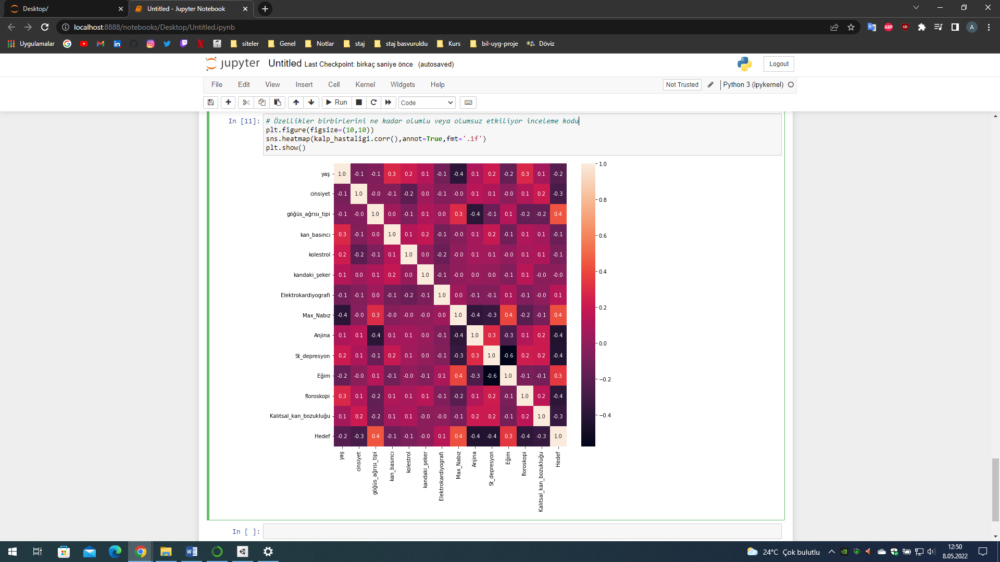 Desktop/
Untitled - Jupyter Notebook
localhost:8888/notebooks/Desktop/Untitled.ipynb
Uygulamalar siteler Genel Notlar staj staj basvuruldu Kurs bil-uyg-proje Döviz
jupyter Untitled Last Checkpoint: birkaç saniye önce (autosaved) Logout
File Edit View Insert Cell Kernel Widgets Help Not Trusted Python 3 (ipykernel)
Run Code
In [11]: # Özellikler birbirlerini ne kadar olumlu veya olumsuz etkiliyor inceleme kodu
plt.figure(figsize=(10,10))
sns.heatmap(kalp_hastaligi.corr(),annot=True,fmt='.1f')
plt.show()
yaş 1.0 -0.1 -0.1 0.3 0.2 0.1 -0.1 -0.4 0.1 0.2 -0.2 0.3 0.1 -0.2
cinsiyet -0.1 1.0 -0.0 -0.1 -0.2 0.0 -0.1 -0.0 0.1 0.1 -0.0 0.1 0.2 -0.3
göğüs_ağrısı_tipi -0.1 -0.0 1.0 0.0 -0.1 0.1 0.0 0.3 -0.4 -0.1 0.1 -0.2 -0.2 0.4
kan_basıncı 0.3 -0.1 0.0 1.0 0.1 0.2 -0.1 -0.0 0.1 0.2 -0.1 0.1 0.1 -0.1
kolestrol 0.2 -0.2 -0.1 0.1 1.0 0.0 -0.2 -0.0 0.1 0.1 -0.0 0.1 0.1 -0.1
kandaki_şeker 0.1 0.0 0.1 0.2 0.0 1.0 -0.1 -0.0 0.0 0.0 -0.1 0.1 -0.0 -0.0
Elektrokardiyografi -0.1 -0.1 0.0 -0.1 -0.2 -0.1 1.0 0.0 -0.1 -0.1 0.1 -0.1 -0.0 0.1
Max_Nabız -0.4 -0.0 0.3 -0.0 -0.0 -0.0 0.0 1.0 -0.4 -0.3 0.4 -0.2 -0.1 0.4
Anjina 0.1 0.1 -0.4 0.1 0.1 0.0 -0.1 -0.4 1.0 0.3 -0.3 0.1 0.2 -0.4
St_depresyon 0.2 0.1 -0.1 0.2 0.1 0.0 -0.1 -0.3 0.3 1.0 -0.6 0.2 0.2 -0.4
Eğim -0.2 -0.0 0.1 -0.1 -0.0 -0.1 0.1 0.4 -0.3 -0.6 1.0 -0.1 -0.1 0.3
floroskopi 0.3 0.1 -0.2 0.1 0.1 0.1 -0.1 -0.2 0.1 0.2 -0.1 1.0 0.2 -0.4
Kalıtsal_kan_bozukluğu 0.1 0.2 -0.2 0.1 0.1 -0.0 -0.0 -0.1 0.2 0.2 -0.1 0.2 1.0 -0.3
Hedef -0.2 -0.3 0.4 -0.1 -0.1 -0.0 0.1 0.4 -0.4 -0.4 0.3 -0.4 -0.3 1.0
yaş
cinsiyet
göğüs_ağrısı_tipi
kan_basıncı
kolestrol
kandaki_şeker
Elektrokardiyografi
Max_Nabız
Anjina
St_depresyon
Eğim
floroskopi
Kalıtsal_kan_bozukluğu
Hedef
1.0
0.8
0.6
0.4
0.2
0.0
−0.2
−0.4
In [ ]:
24°C Çok bulutlu
12:50
8.05.2022